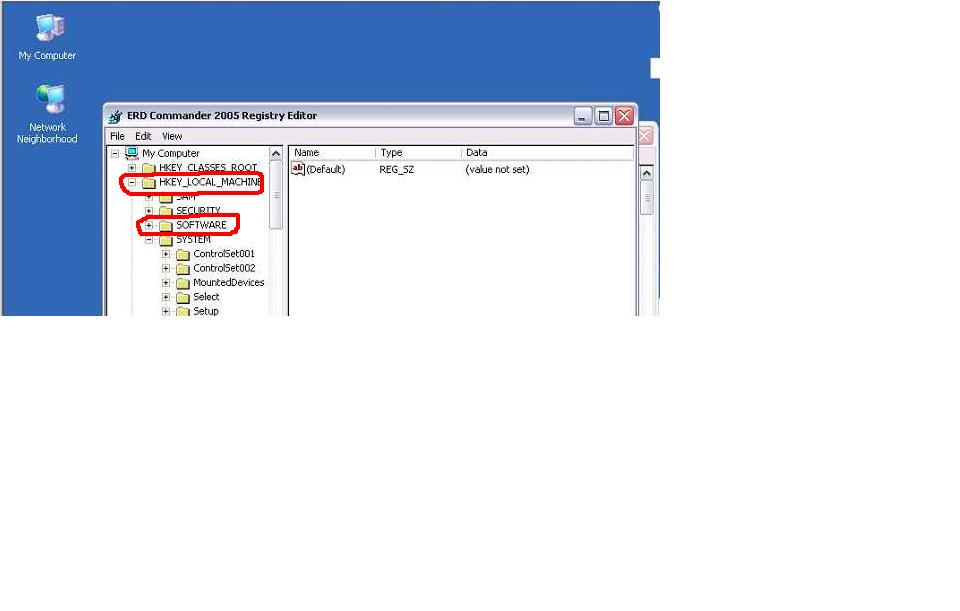 My Computer
Network
Neighborhood
ERD Commander 2005 Registry Editor
File Edit View
My Computer
HKEY_CLASSES_ROOT
HKEY_LOCAL_MACHINE
SAM
SECURITY
SOFTWARE
SYSTEM
ControlSet001
ControlSet002
MountedDevices
Select
Setup
Name Type Data
ab (Default) REG_SZ (value not set)